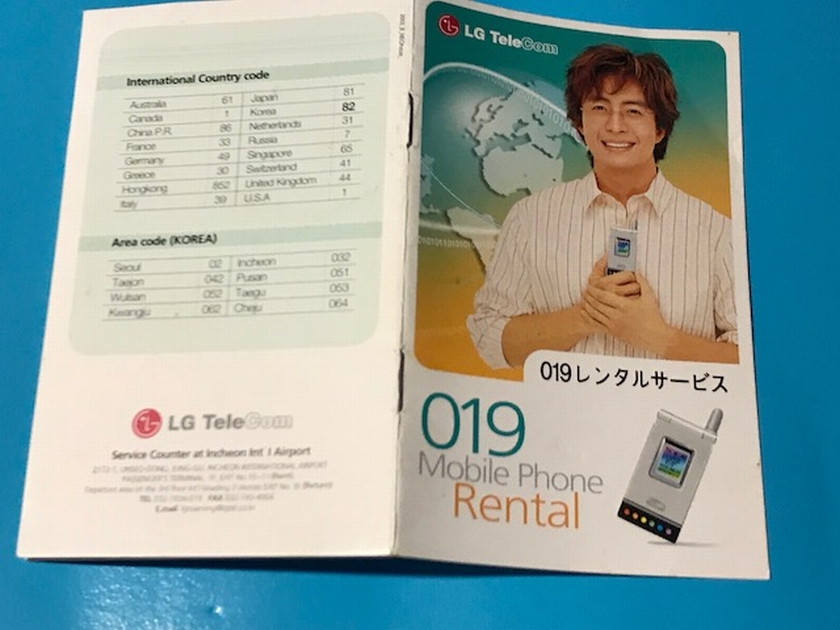 International Country code
Australia 61 Japan 81
Canada 1 Korea 82
China P.R. 86 Netherlands 31
France 33 Russia 7
Germany 49 Singapore 65
Greece 30 Switzerland 41
Hongkong 852 United Kingdom 44
Italy 39 U.S.A 1
Area code (KOREA)
Seoul 02 Incheon 032
Taejon 042 Pusan 051
Wulsan 052 Taegu 053
Kwangju 062 Cheju 064
LG TeleCom
Service Counter at Incheon Int'l Airport
LG TeleCom
019レンタルサービス
019
Mobile Phone
Rental